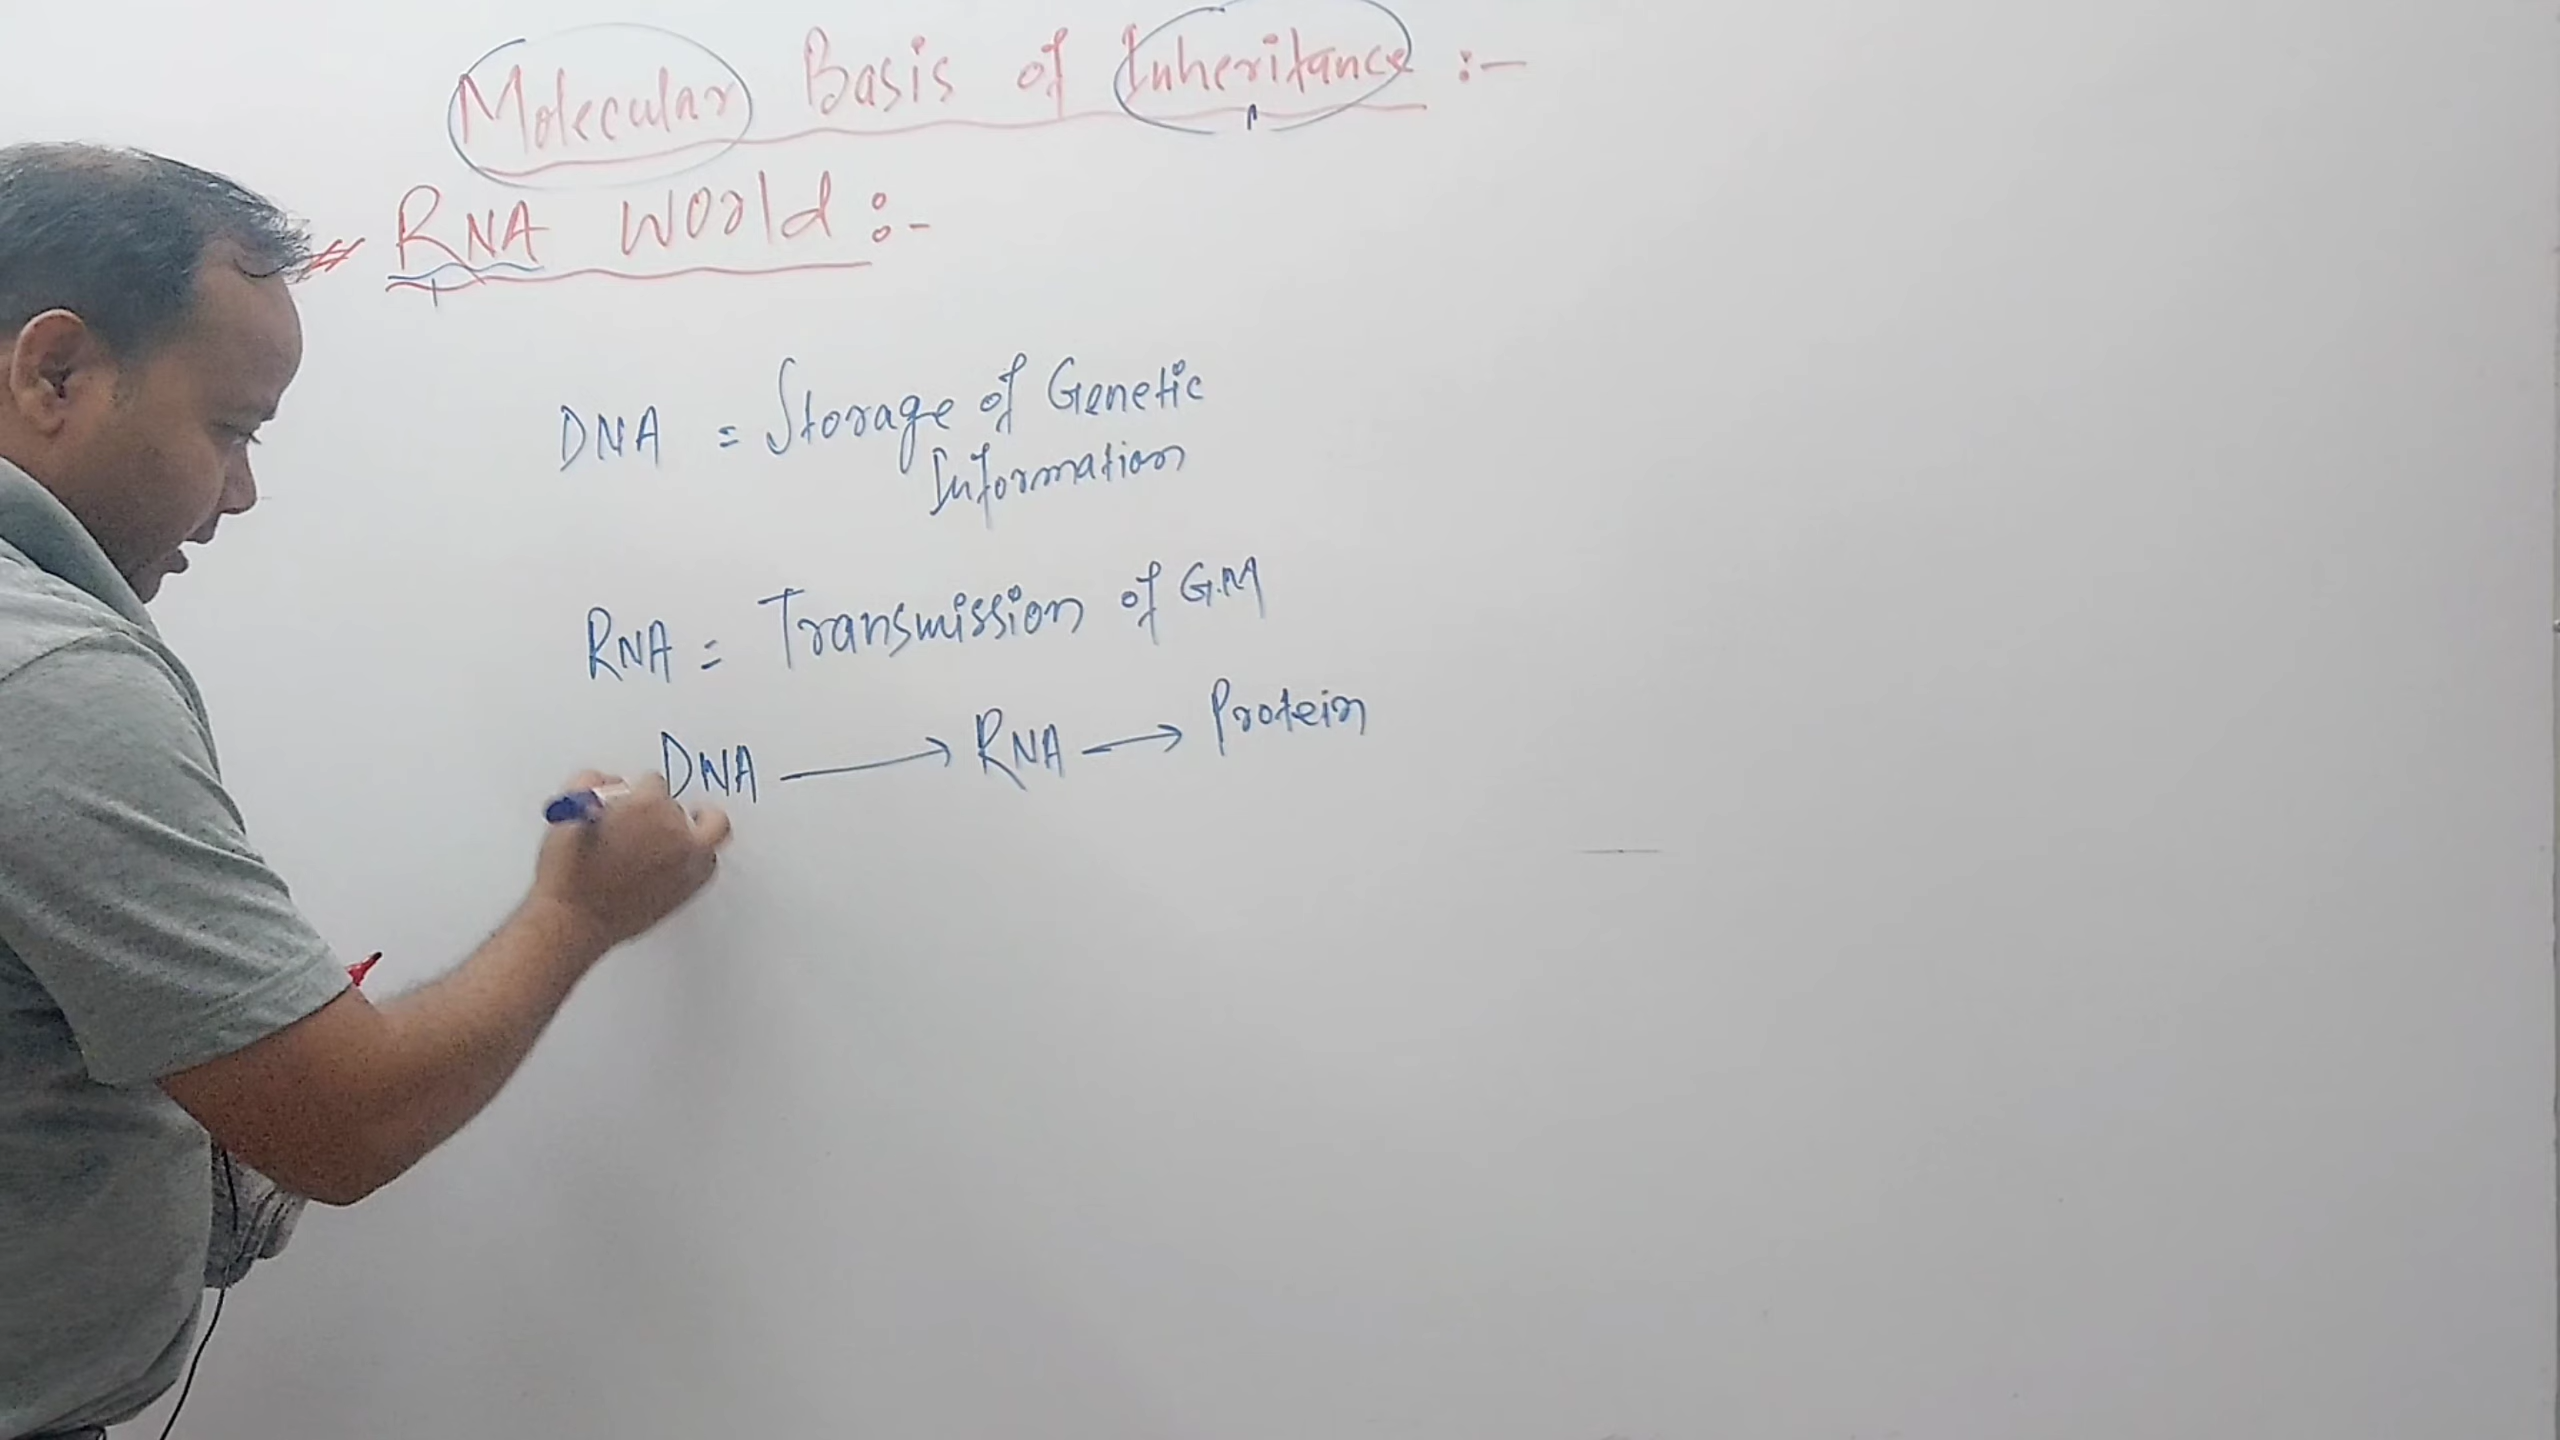 Molecular Basis of Inheritance :-
# RNA World :-
DNA = Storage of Genetic
Information
RNA = Transmission of G.M
DNA → RNA → Protein